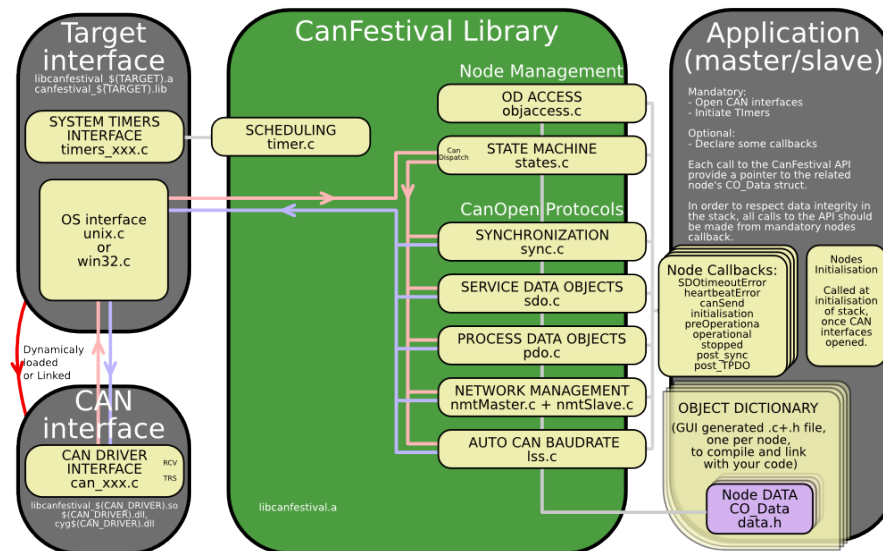 Target
interface
libcanfestival_$(TARGET).a
canfestival_$(TARGET).lib
SYSTEM TIMERS
INTERFACE
timers_xxx.c
OS interface
unix.c
or
win32.c
Dynamicaly
loaded
or Linked
CAN
interface
CAN DRIVER
INTERFACE
can_xxx.c
RCV
TRS
libcanfestival_$(CAN_DRIVER).so
$(CAN_DRIVER).dll,
cyg$(CAN_DRIVER).dll
CanFestival Library
SCHEDULING
timer.c
Node Management
OD ACCESS
objaccess.c
Can
Dispatch
STATE MACHINE
states.c
CanOpen Protocols
SYNCHRONIZATION
sync.c
SERVICE DATA OBJECTS
sdo.c
PROCESS DATA OBJECTS
pdo.c
NETWORK MANAGEMENT
nmtMaster.c + nmtSlave.c
AUTO CAN BAUDRATE
lss.c
libcanfestival.a
Application
(master/slave)
Mandatory:
- Open CAN interfaces
- Initiate TImers
Optional:
- Declare some callbacks
Each call to the CanFestival API
provide a pointer to the related
node's CO_Data struct.
In order to respect data integrity in
the stack, all calls to the API should
be made from mandatory nodes
callback.
Node Callbacks:
SDOtimeoutError
heartbeatError
canSend
initialisation
preOperationa
operational
stopped
post_sync
post_TPDO
Nodes
Initialisation
Called at
initialisation
of stack,
once CAN
interfaces
opened.
OBJECT DICTIONARY
(GUI generated .c+.h file,
one per node,
to compile and link
with your code)
Node DATA
CO_Data
data.h